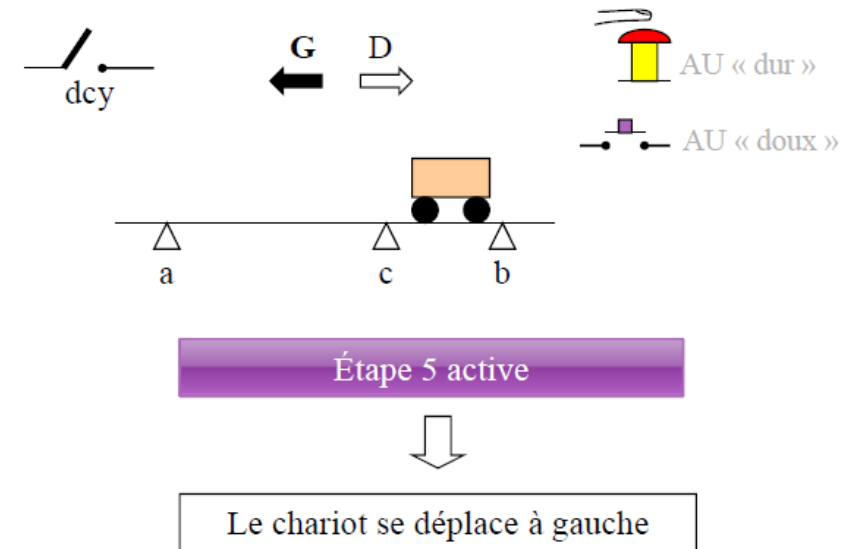 G D
AU « dur »
dcy
AU « doux »
a c b
Étape 5 active
Le chariot se déplace à gauche